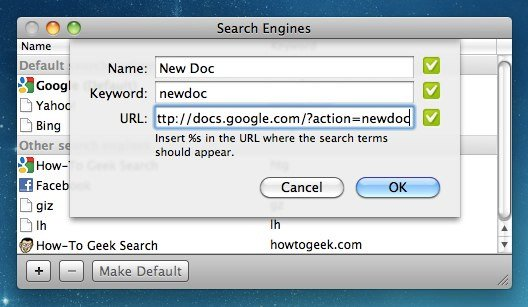 Search Engines
Name
Name: New Doc
Keyword: newdoc
URL: ttp://docs.google.com/?action=newdoc
Insert %s in the URL where the search terms
should appear.
Cancel
OK
Default
Google
Yahoo
Bing
Other
How-To Geek Search
Facebook
giz
giz
lh
lh
How-To Geek Search
howtogeek.com
+
−
Make Default